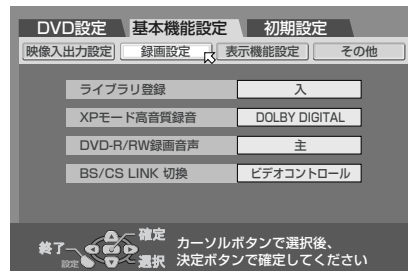 DVD設定 基本機能設定 初期設定
映像入出力設定 録画設定 表示機能設定 その他
ライブラリ登録 入
XPモード高音質録音 DOLBY DIGITAL
DVD-R/RW録画音声 主
BS/CS LINK 切換 ビデオコントロール
確定
終了 カーソルボタンで選択後、
設定 選択 決定ボタンで確定してください